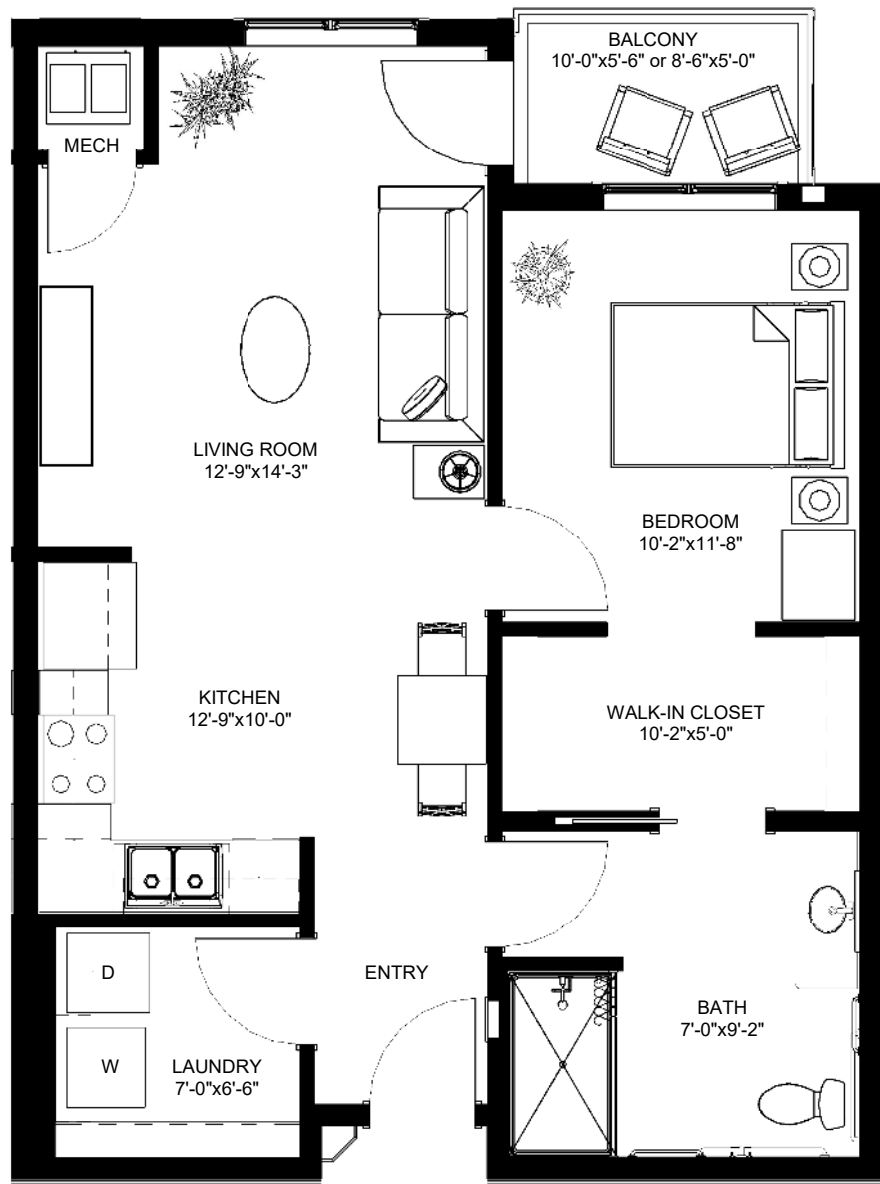 BALCONY
10'-0"x5'-6" or 8'-6"x5'-0"
MECH
LIVING ROOM
12'-9"x14'-3"
BEDROOM
10'-2"x11'-8"
KITCHEN
12'-9"x10'-0"
WALK-IN CLOSET
10'-2"x5'-0"
D
ENTRY
W
LAUNDRY
7'-0"x6'-6"
BATH
7'-0"x9'-2"